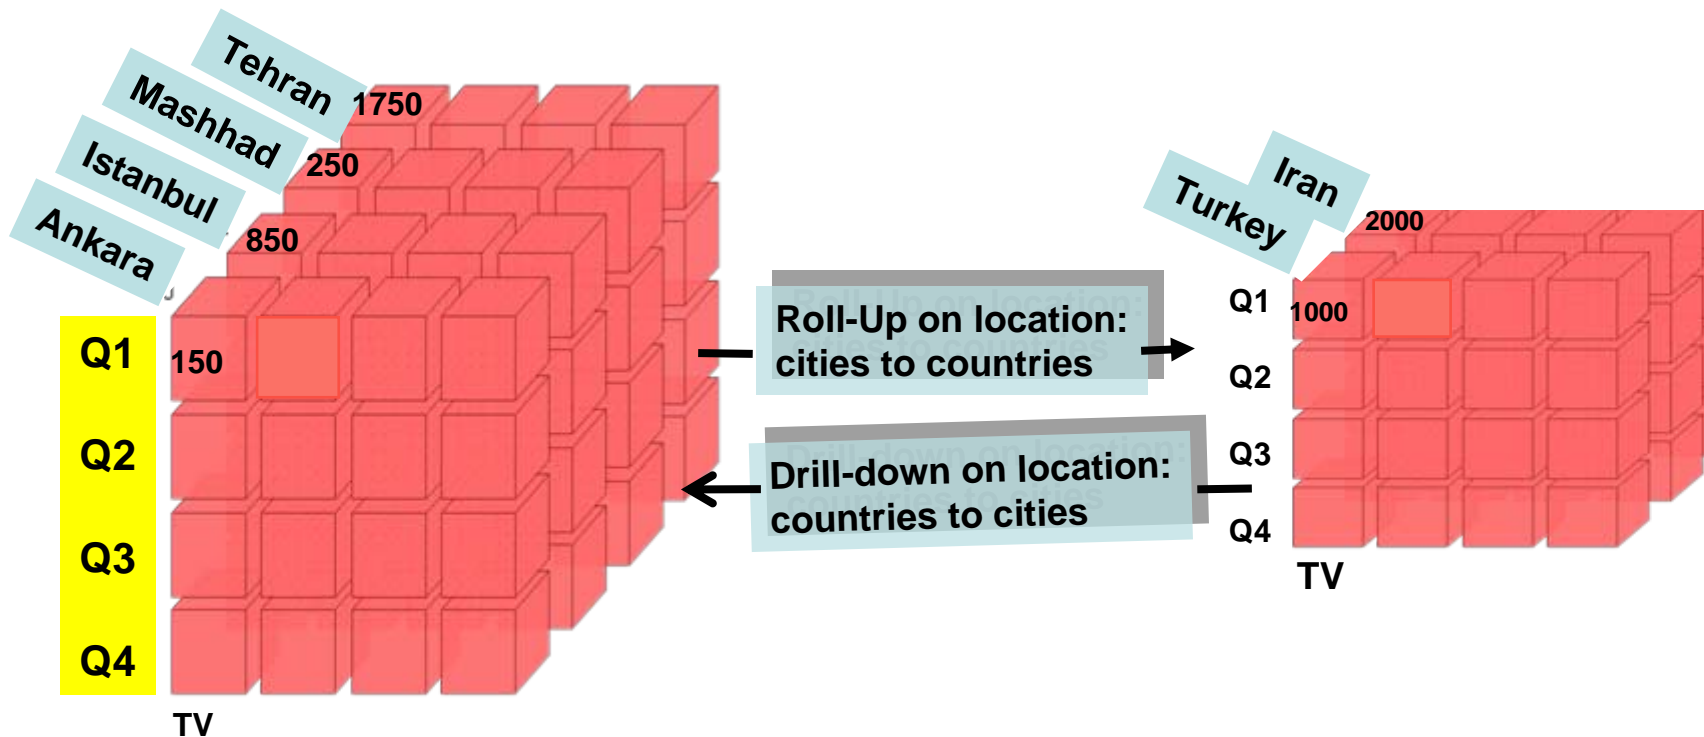 Tehran
Mashhad
Istanbul
Ankara
1750
250
850
150
Q1
Q2
Q3
Q4
TV
Roll-Up on location:
cities to countries
Drill-down on location:
countries to cities
Iran
Turkey
2000
1000
Q1
Q2
Q3
Q4
TV